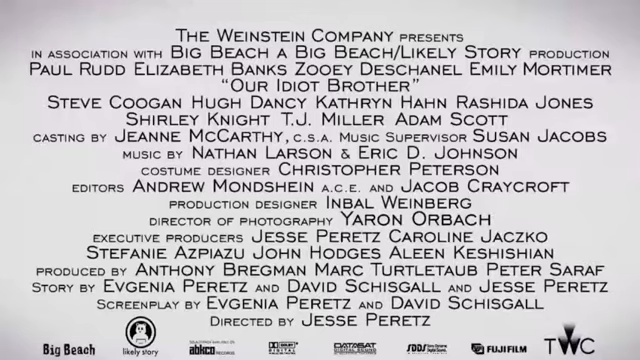 THE WEINSTEIN COMPANY PRESENTS
IN ASSOCIATION WITH BIG BEACH A BIG BEACH/LIKELY STORY PRODUCTION
PAUL RUDD ELIZABETH BANKS ZOOEY DESCHANEL EMILY MORTIMER
"OUR IDIOT BROTHER"
STEVE COOGAN HUGH DANCY KATHRYN HAHN RASHIDA JONES
SHIRLEY KNIGHT T.J. MILLER ADAM SCOTT
CASTING BY JEANNE MCCARTHY, C.S.A. MUSIC SUPERVISOR SUSAN JACOBS
MUSIC BY NATHAN LARSON & ERIC D. JOHNSON
COSTUME DESIGNER CHRISTOPHER PETERSON
EDITORS ANDREW MONDSHEIN A.C.E. AND JACOB CRAYCROFT
PRODUCTION DESIGNER INBAL WEINBERG
DIRECTOR OF PHOTOGRAPHY YARON ORBACH
EXECUTIVE PRODUCERS JESSE PERETZ CAROLINE JACZKO
STEFANIE AZPIAZU JOHN HODGES ALEEN KESHISHIAN
PRODUCED BY ANTHONY BREGMAN MARC TURTLETAUB PETER SARAF
STORY BY EVGENIA PERETZ AND DAVID SCHISGALL AND JESSE PERETZ
SCREENPLAY BY EVGENIA PERETZ AND DAVID SCHISGALL
DIRECTED BY JESSE PERETZ
Big Beach likely story abkco DOLBY DIGITAL DATASAT SDDS FUJIFILM TWC